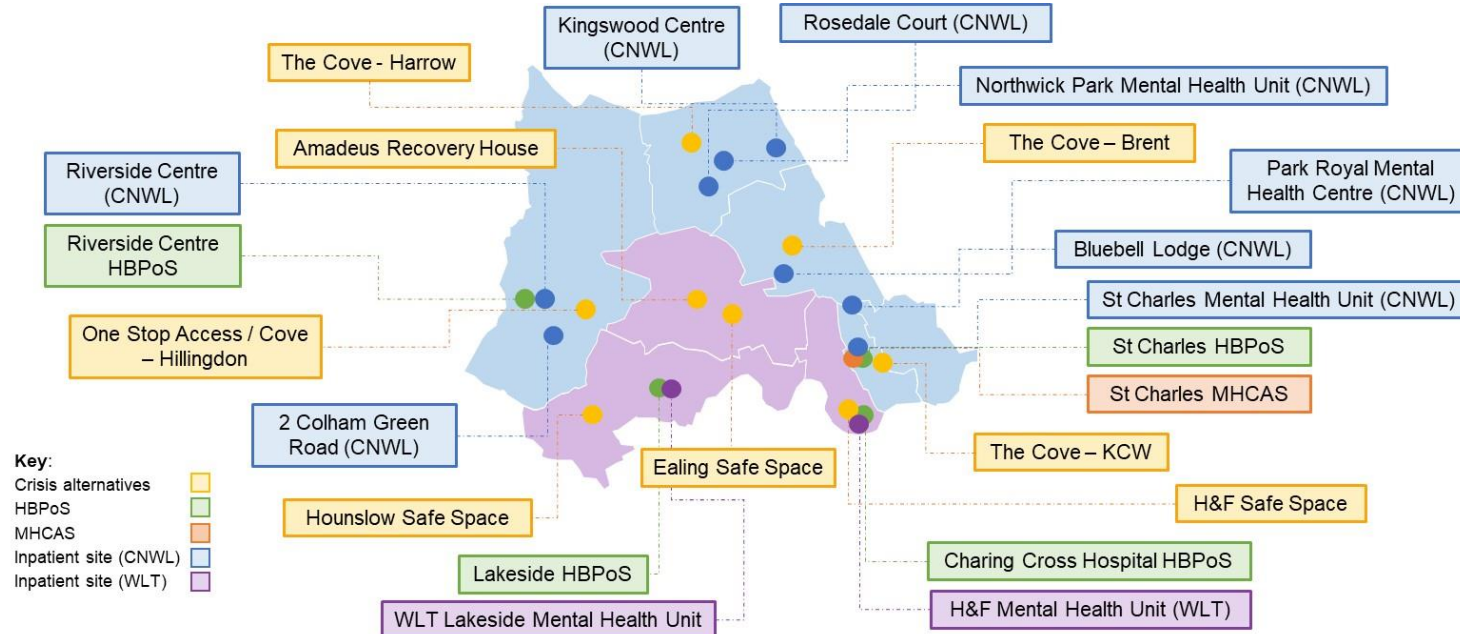 Kingswood Centre
(CNWL)
Rosedale Court (CNWL)
The Cove - Harrow
Northwick Park Mental Health Unit (CNWL)
Amadeus Recovery House
The Cove – Brent
Riverside Centre
(CNWL)
Park Royal Mental
Health Centre (CNWL)
Riverside Centre
HBPoS
Bluebell Lodge (CNWL)
St Charles Mental Health Unit (CNWL)
One Stop Access / Cove
– Hillingdon
St Charles HBPoS
St Charles MHCAS
2 Colham Green
Road (CNWL)
The Cove – KCW
Ealing Safe Space
Key:
Crisis alternatives
HBPoS
MHCAS
Inpatient site (CNWL)
Inpatient site (WLT)
Hounslow Safe Space
H&F Safe Space
Lakeside HBPoS
Charing Cross Hospital HBPoS
WLT Lakeside Mental Health Unit
H&F Mental Health Unit (WLT)